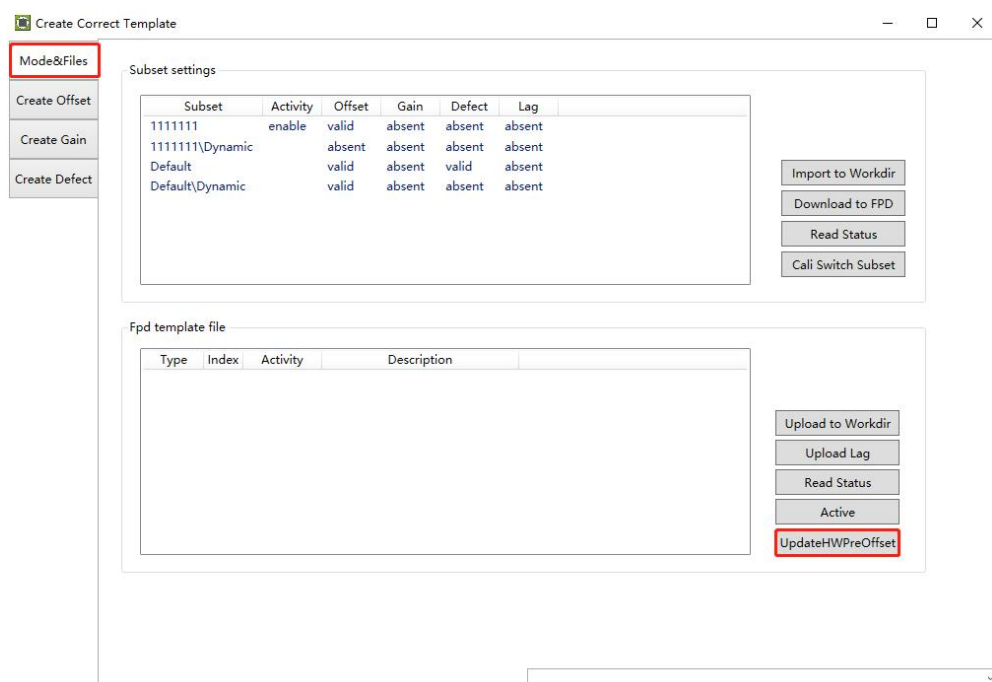 Create Correct Template
Mode&Files
Create Offset
Create Gain
Create Defect
Subset settings
Subset Activity Offset Gain Defect Lag
1111111 enable valid absent absent absent
1111111\Dynamic absent absent absent absent
Default valid absent valid absent
Default\Dynamic valid absent absent absent
Import to Workdir
Download to FPD
Read Status
Cali Switch Subset
Fpd template file
Type Index Activity Description
Upload to Workdir
Upload Lag
Read Status
Active
UpdateHWPreOffset